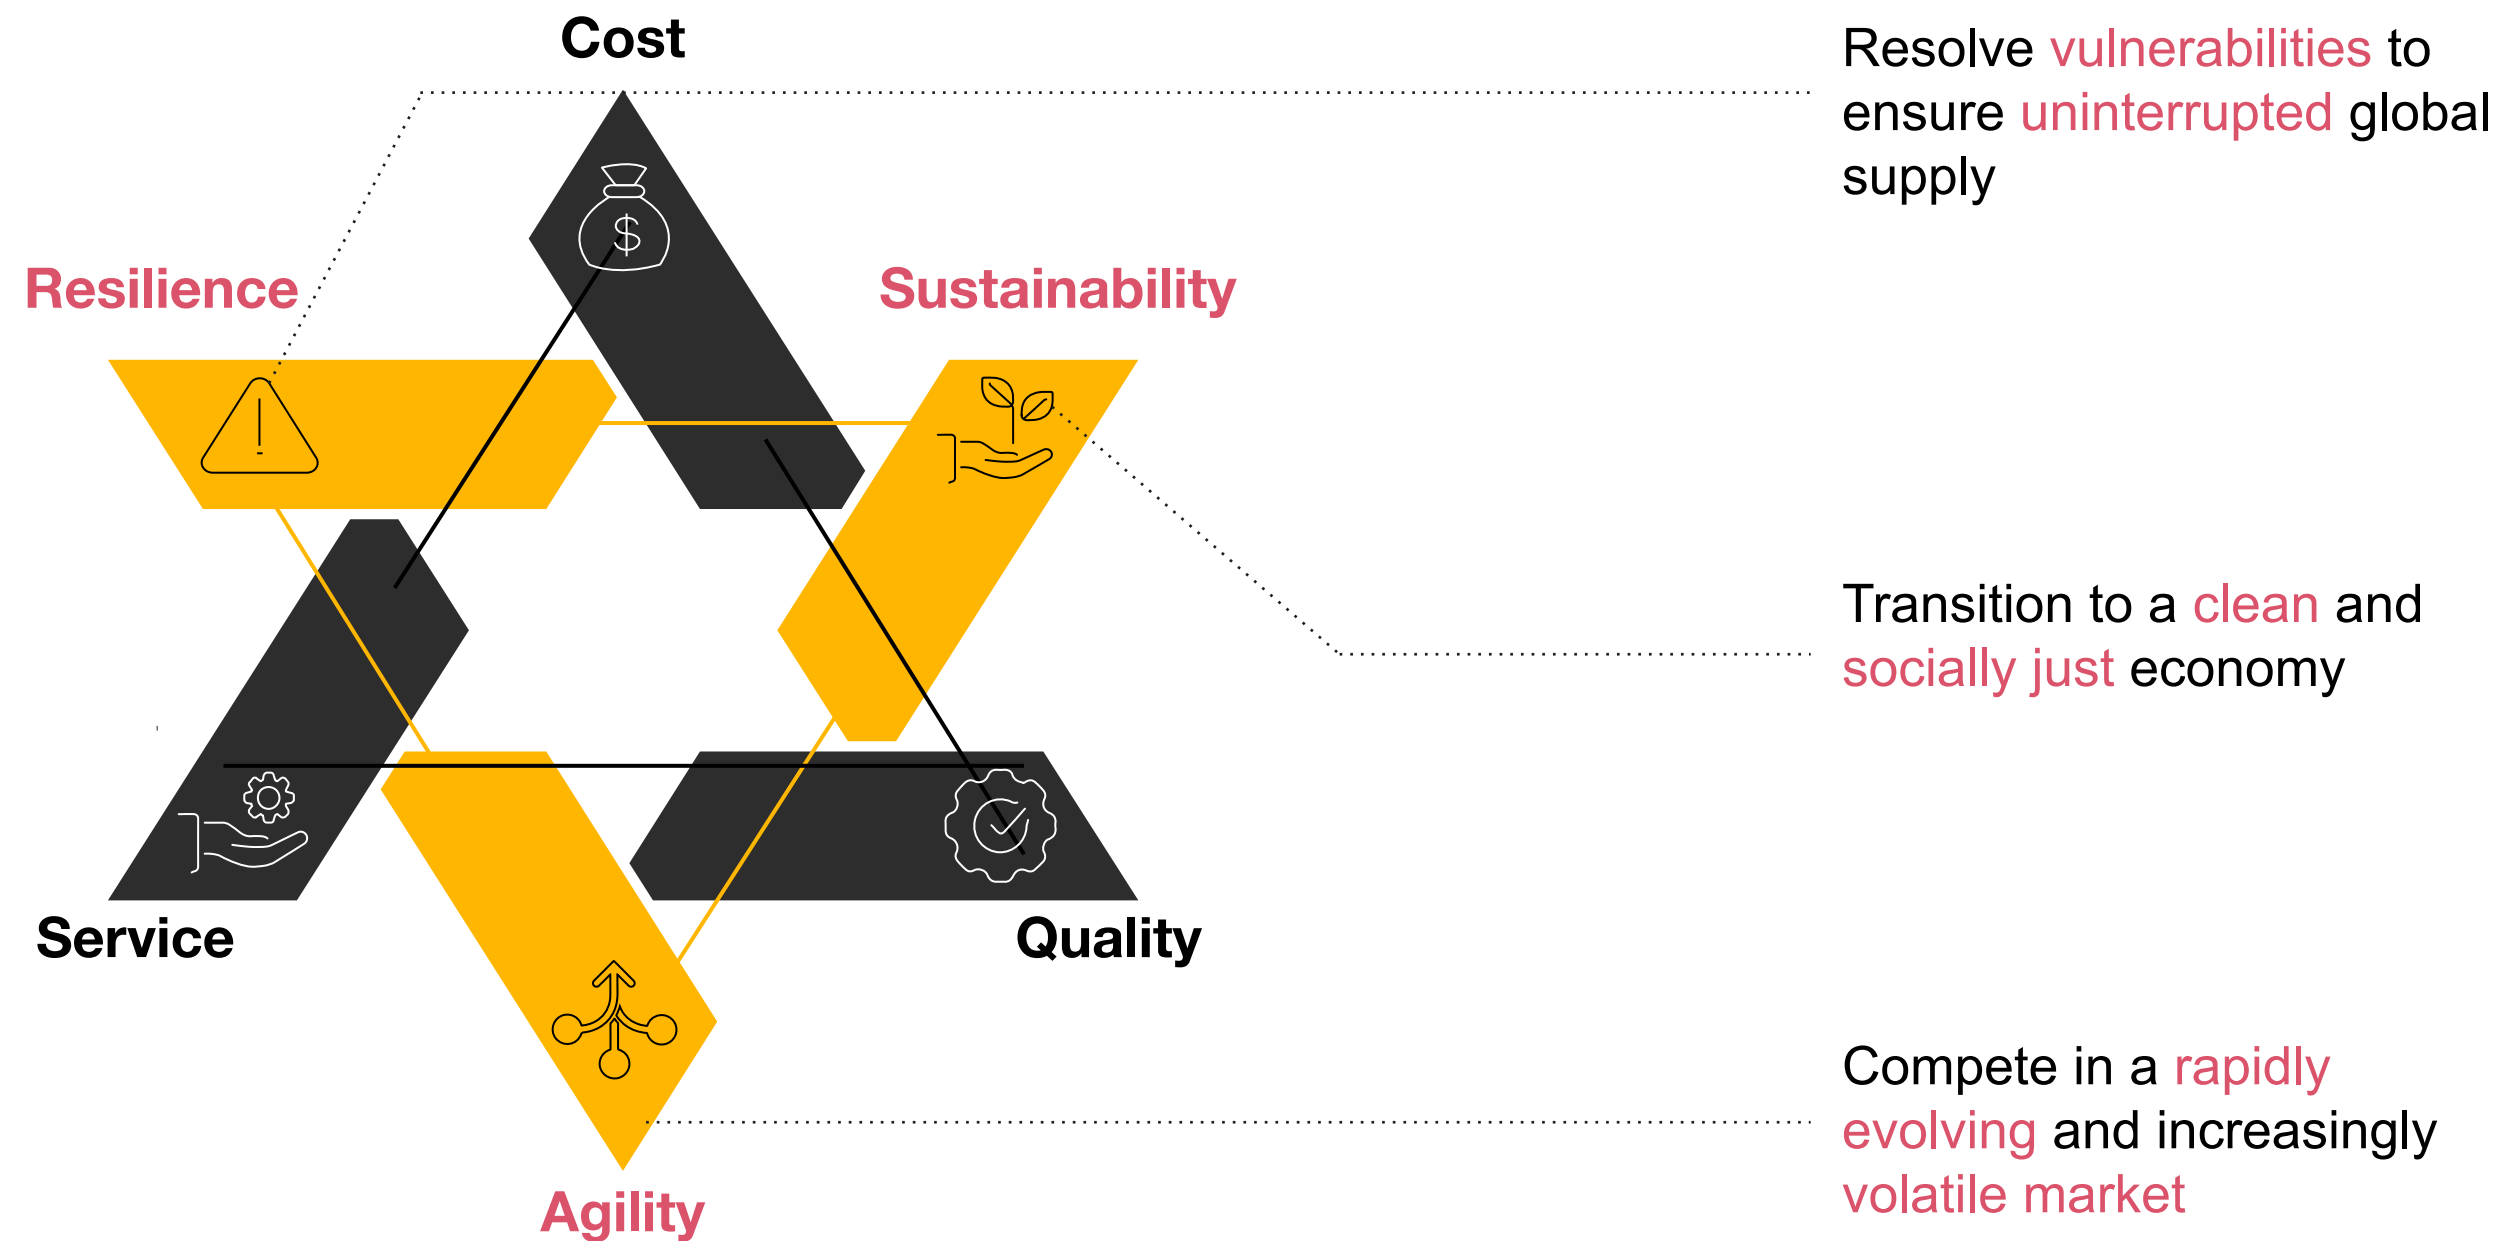 Cost
Resilience
Sustainability
$
Service
Quality
Agility
Resolve vulnerabilities to
ensure uninterrupted global
supply
Transition to a clean and
socially just economy
Compete in a rapidly
evolving and increasingly
volatile market